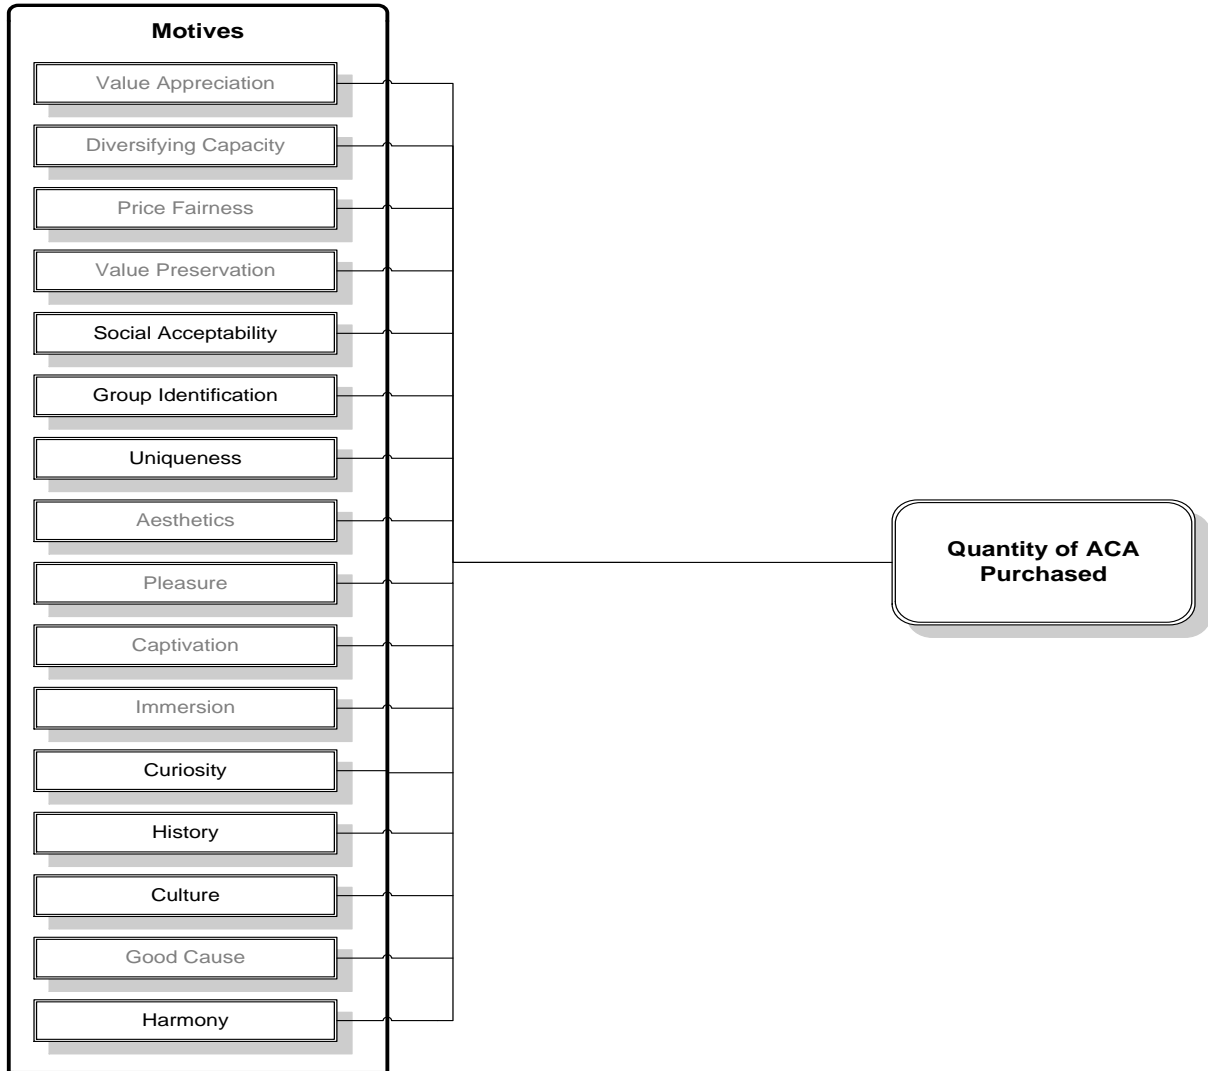 Motives
Value Appreciation
Diversifying Capacity
Price Fairness
Value Preservation
Social Acceptability
Group Identification
Uniqueness
Aesthetics
Pleasure
Captivation
Immersion
Curiosity
History
Culture
Good Cause
Harmony
Quantity of ACA
Purchased